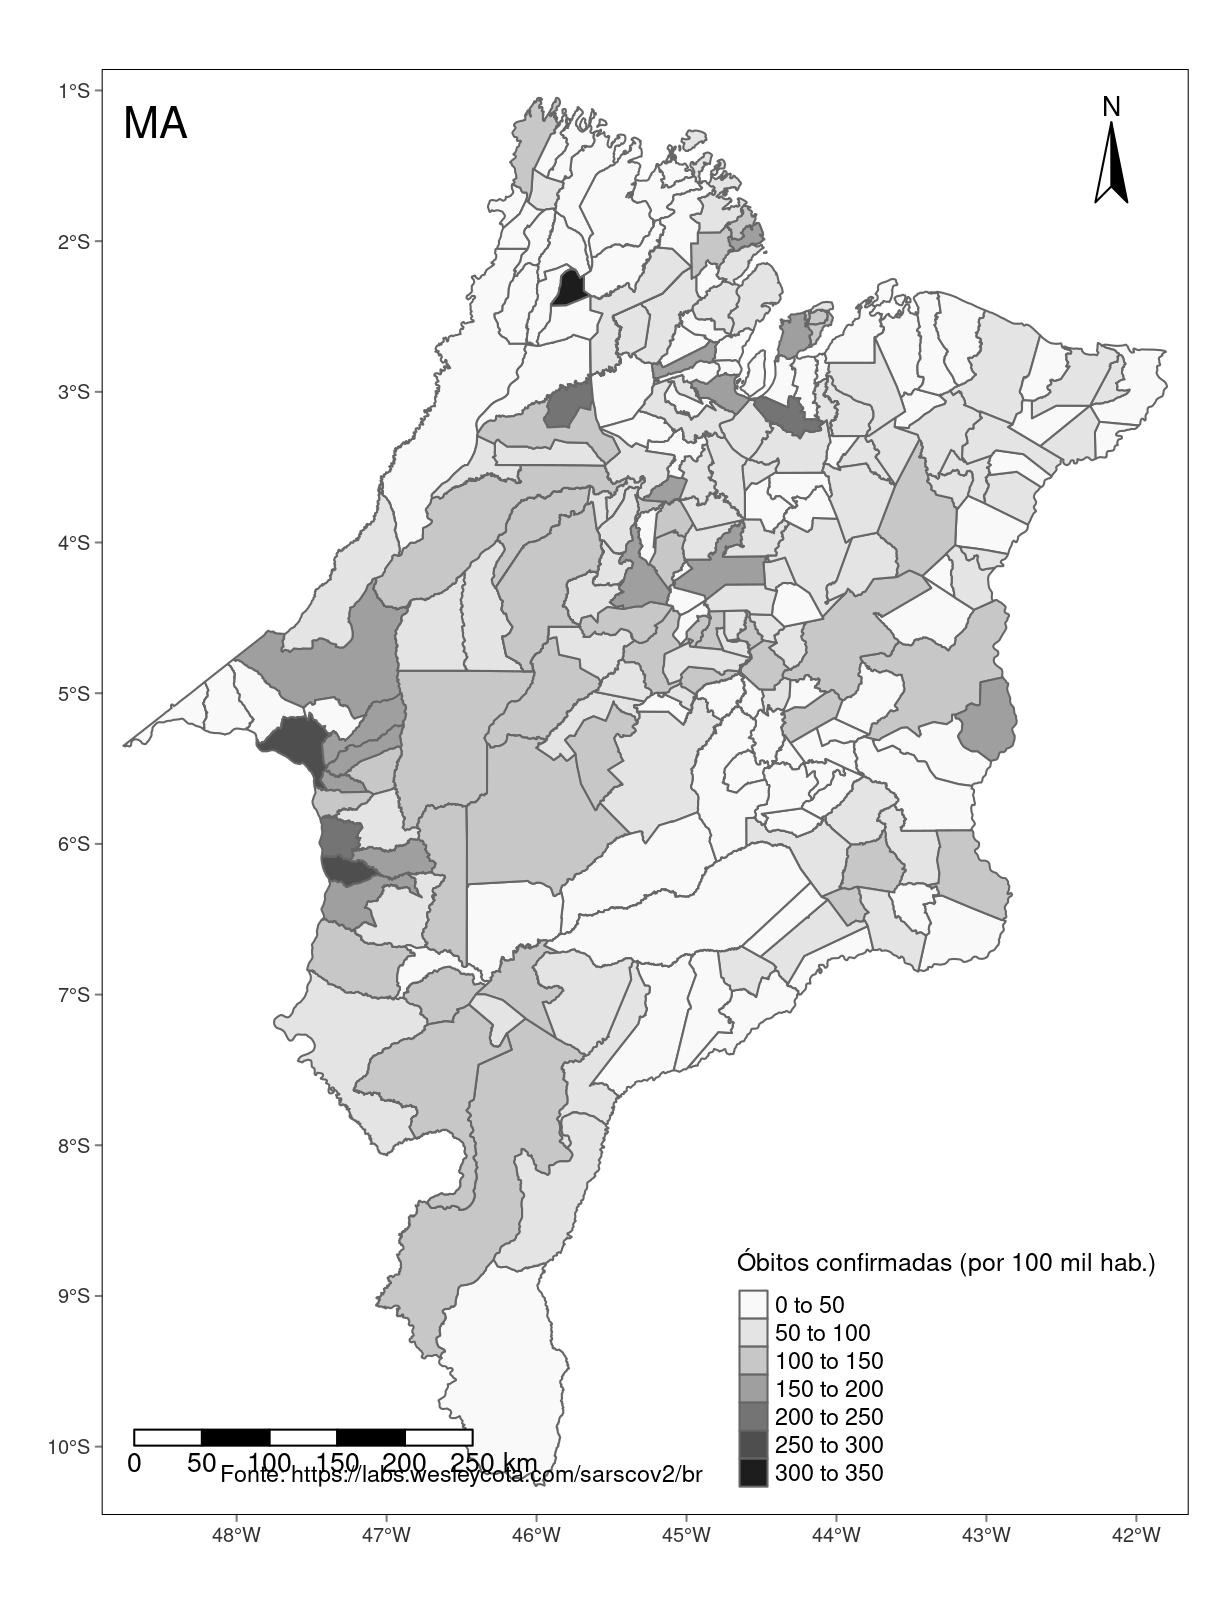 MA
N
1°S
2°S
3°S
4°S
5°S
6°S
7°S
8°S
9°S
10°S
Óbitos confirmadas (por 100 mil hab.)
0 to 50
50 to 100
100 to 150
150 to 200
200 to 250
250 to 300
300 to 350
0 50 100 150 200 250 km
Fonte: https://labs.wesleycota.com/sarscov2/br
48°W 47°W 46°W 45°W 44°W 43°W 42°W